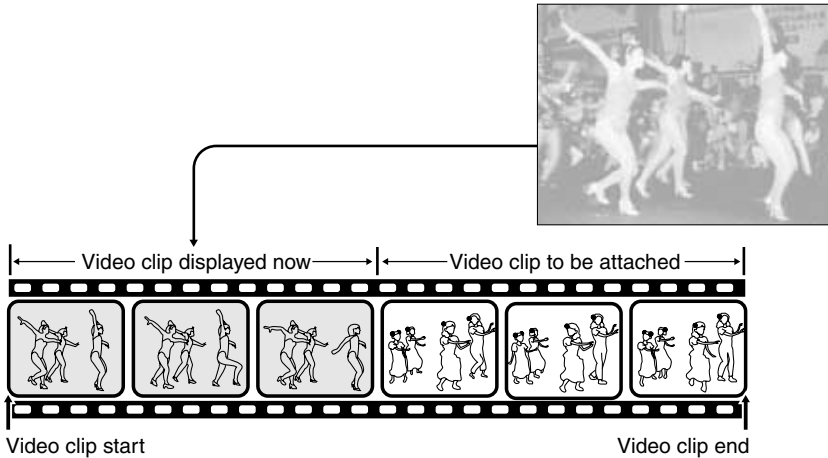 Video clip displayed now
Video clip to be attached
Video clip start
Video clip end